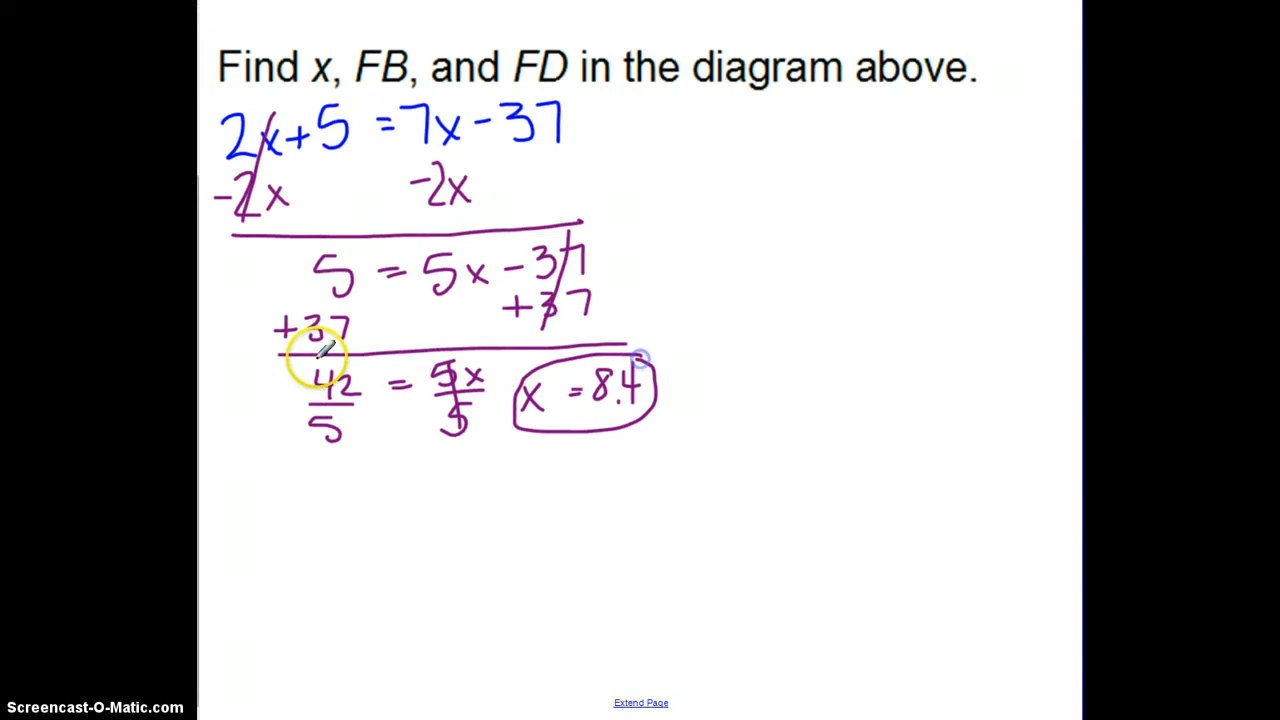 Find x, FB, and FD in the diagram above.
2x+5 = 7x-37
-2x -2x
5 = 5x-37
+37
+37
42/5 = 5x/5 x = 8.4
Extend Page
Screencast-O-Matic.com